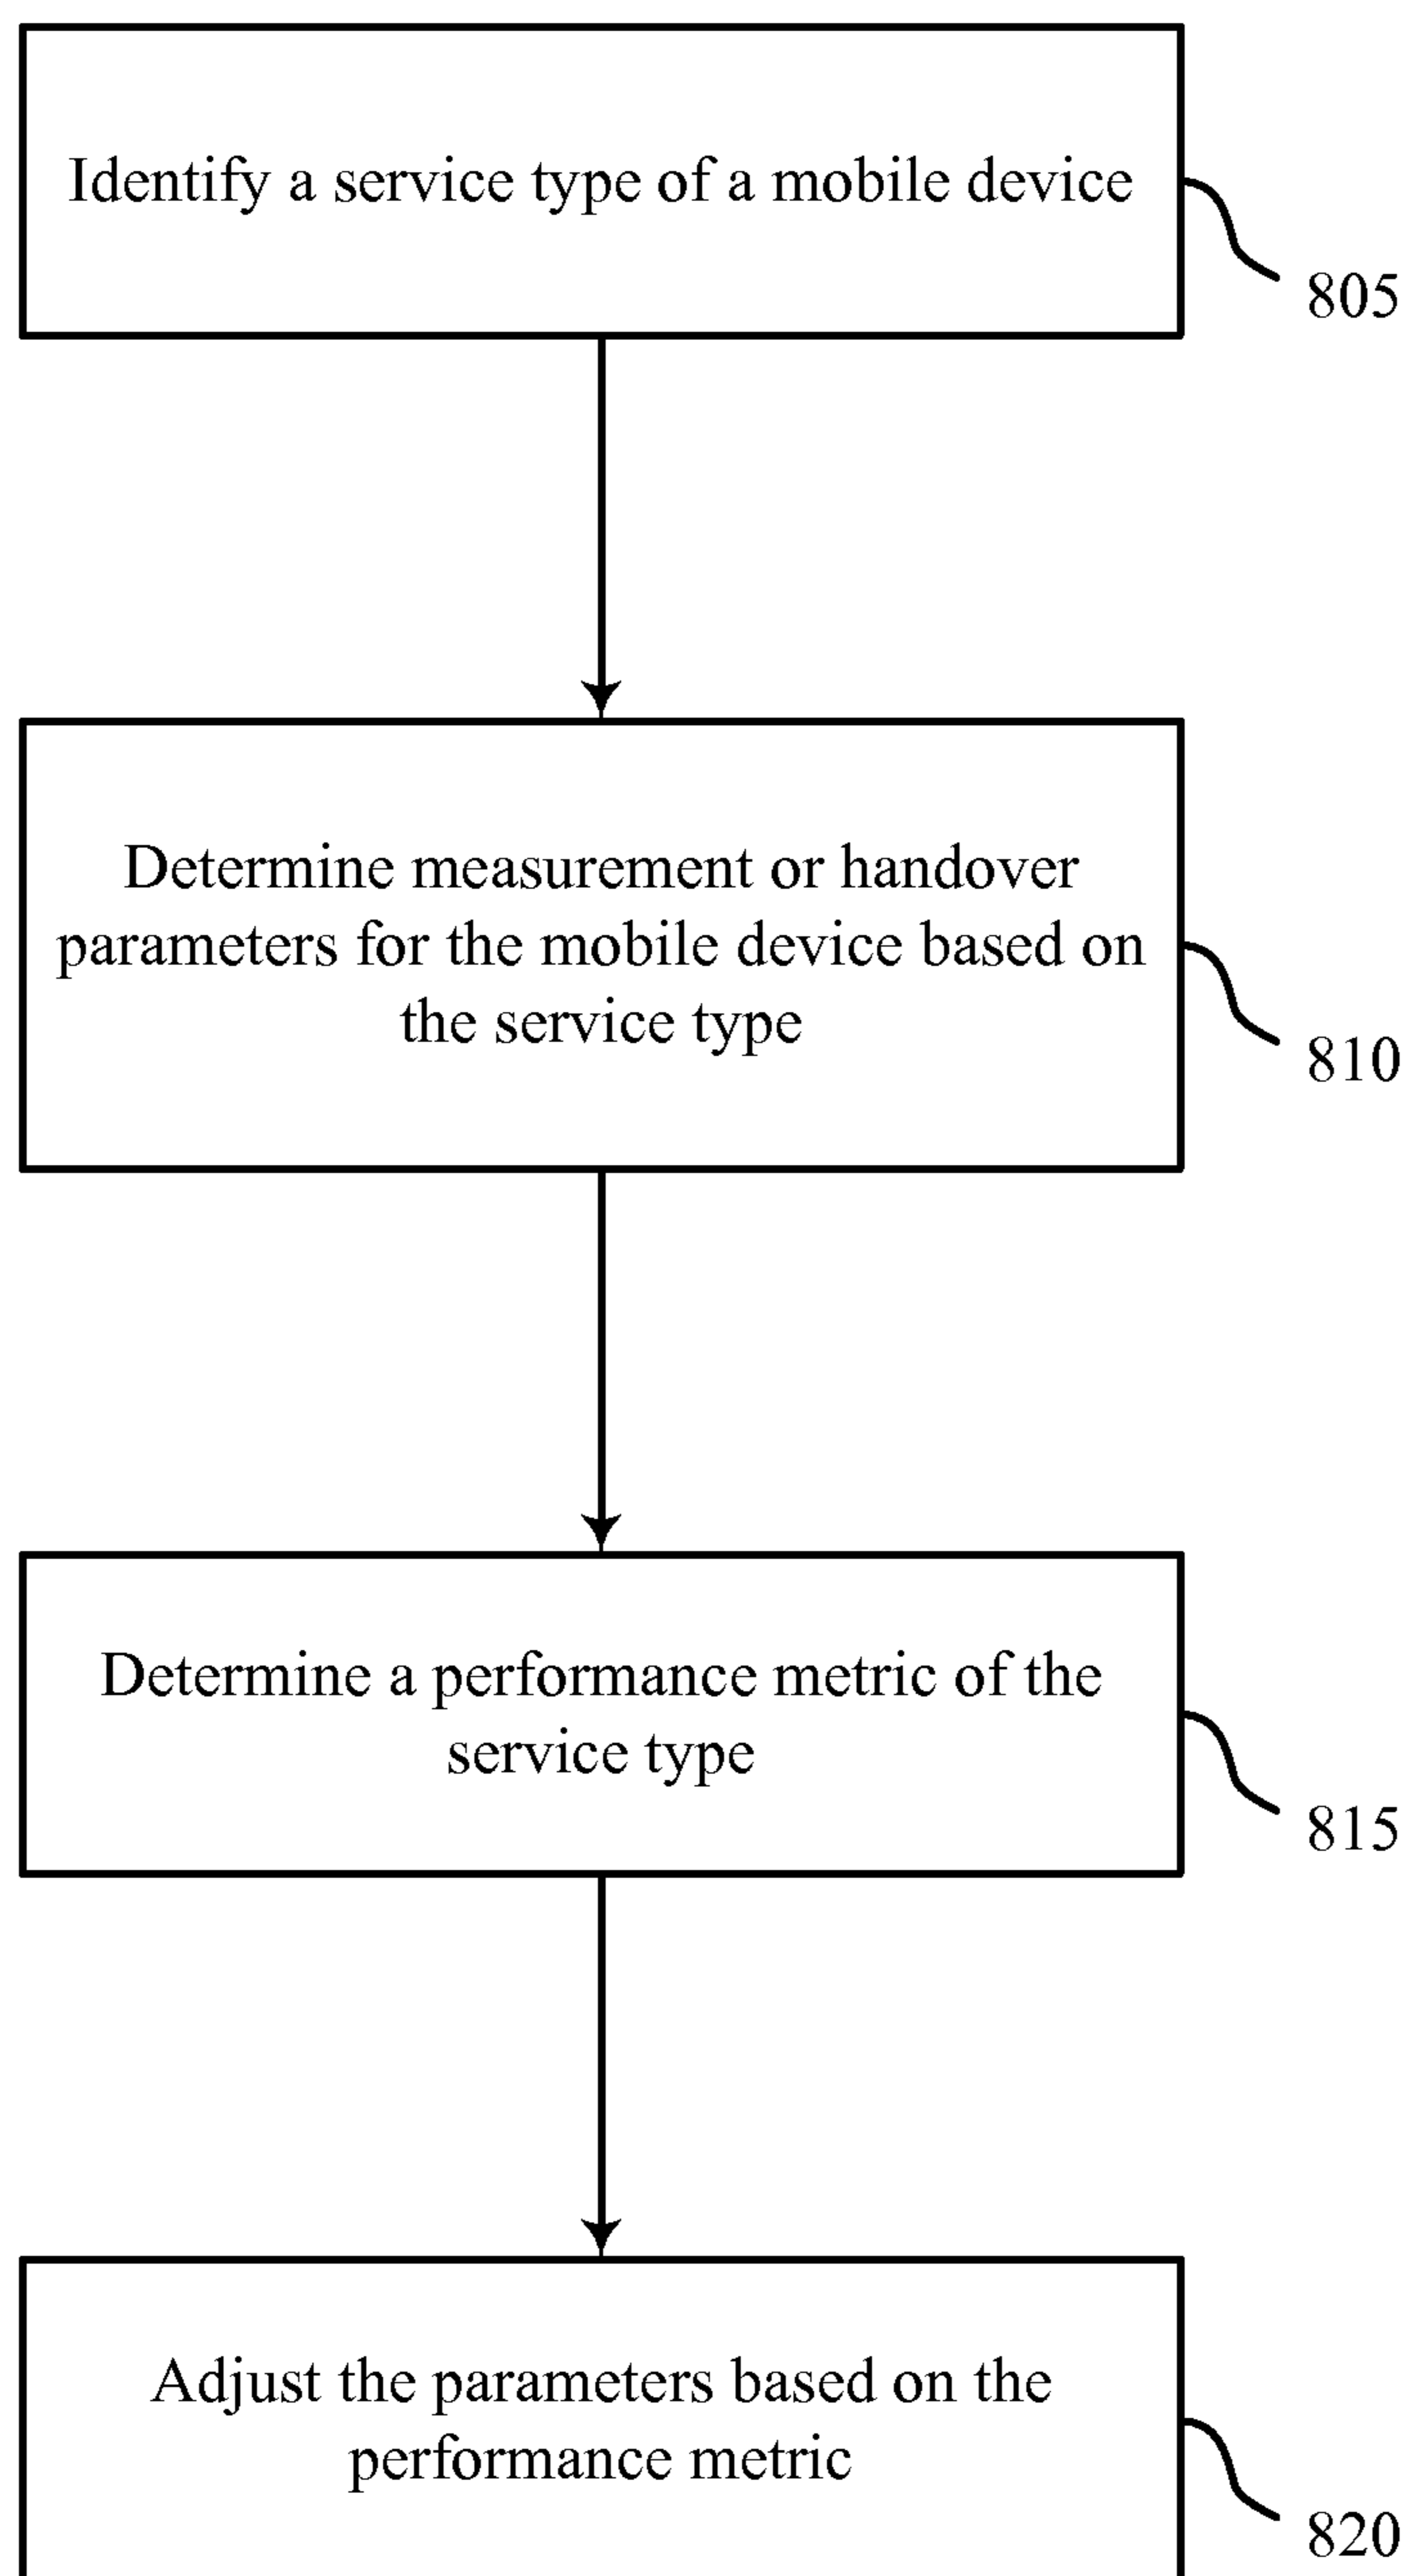 Identify a service type of a mobile device
805
Determine measurement or handover
parameters for the mobile device based on
the service type
810
Determine a performance metric of the
service type
815
Adjust the parameters based on the
performance metric
820